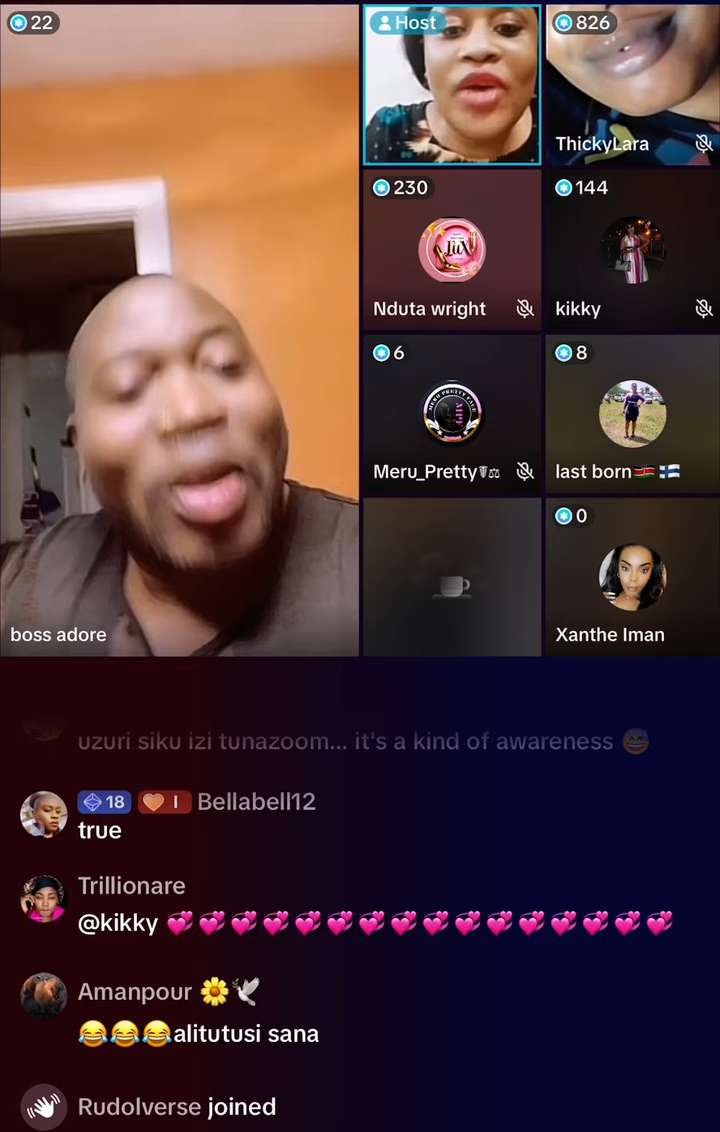 22
Host
826
ThickyLara
230
144
Nduta wright
kikky
6
8
Meru_Pretty☤⚖
last born🇰🇪🇫🇮
0
boss adore
Xanthe Iman
uzuri siku izi tunazoom... it's a kind of awareness 😅
18 I Bellabell12
true
Trillionare
@kikky 💞💞💞💞💞💞💞💞💞💞💞💞💞💞💞💞
Amanpour 🌼🕊
😂😂😂alitutusi sana
Rudolverse joined